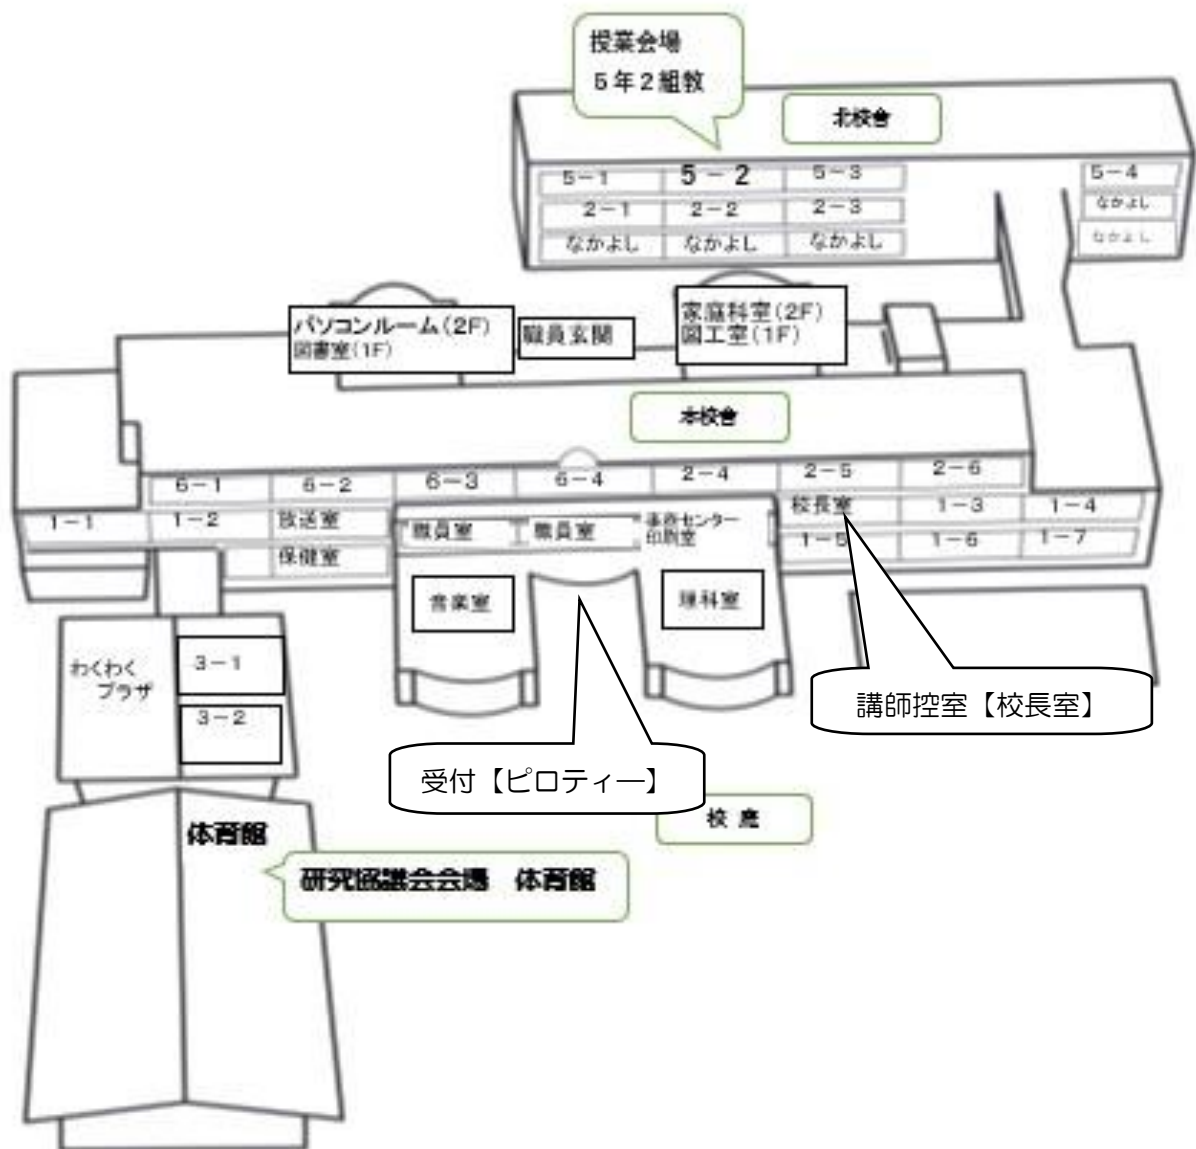 授業会場
5年2組教
北校舎
5－1
5－2
5－3
5－4
2－1
2－2
2－3
なかよし
なかよし
なかよし
なかよし
なかよし
パソコンルーム(2F)
図書室(1F)
職員玄関
家庭科室(2F)
図工室(1F)
本校舎
6－1
6－2
6－3
6－4
2－4
2－5
2－6
1－1
1－2
放送室
職員室
職員室
事務センター
印刷室
校長室
1－3
1－4
保健室
1－5
1－6
1－7
音楽室
理科室
わくわく
プラザ
3－1
3－2
講師控室【校長室】
受付【ピロティ―】
校庭
体育館
研究協議会会場　体育館